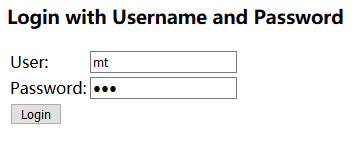 Login with Username and Password
User: mt
Password: •••
Login